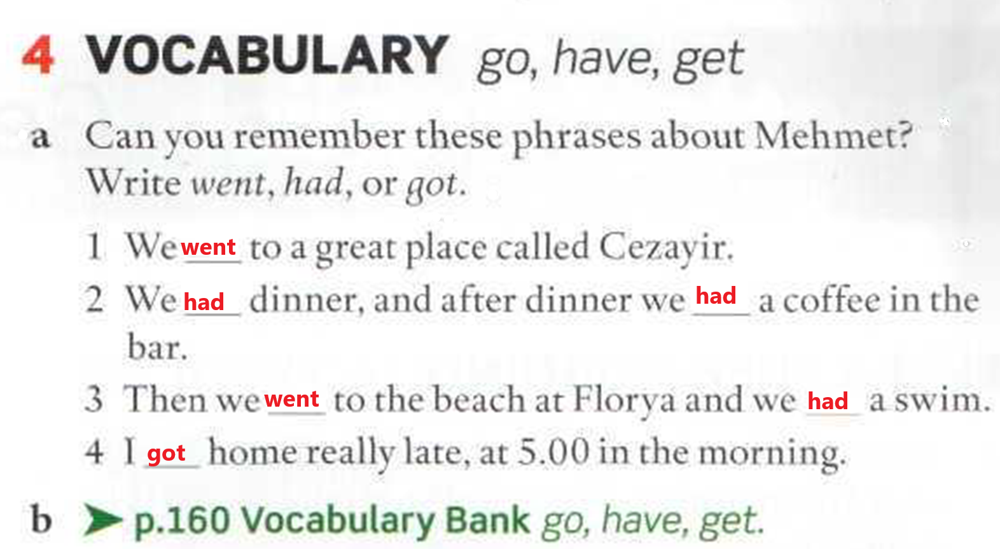 4 VOCABULARY go, have, get
a Can you remember these phrases about Mehmet?
Write went, had, or got.
1 We went to a great place called Cezayir.
2 We had dinner, and after dinner we had a coffee in the
bar.
3 Then we went to the beach at Florya and we had a swim.
4 I got home really late, at 5.00 in the morning.
b ➤ p.160 Vocabulary Bank go, have, get.